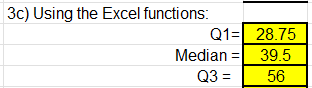 3c) Using the Excel functions:
Q1= 28.75
Median = 39.5
Q3 = 56